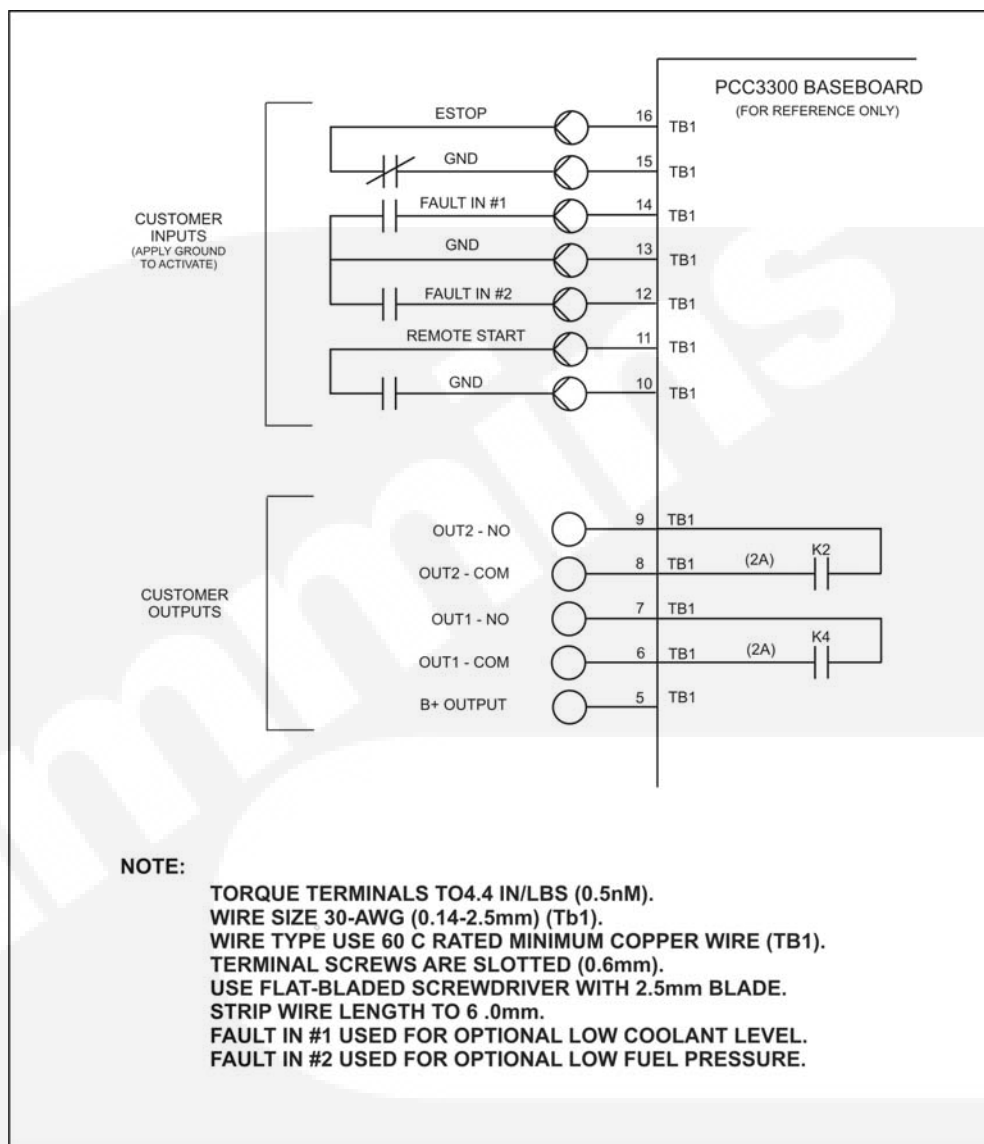 PCC3300 BASEBOARD
(FOR REFERENCE ONLY)
CUSTOMER
INPUTS
(APPLY GROUND
TO ACTIVATE)
ESTOP 16 TB1
GND 15 TB1
FAULT IN #1 14 TB1
GND 13 TB1
FAULT IN #2 12 TB1
REMOTE START 11 TB1
GND 10 TB1
CUSTOMER
OUTPUTS
OUT2 - NO 9 TB1
OUT2 - COM 8 TB1 (2A) K2
OUT1 - NO 7 TB1
OUT1 - COM 6 TB1 (2A) K4
B+ OUTPUT 5 TB1
NOTE:
TORQUE TERMINALS TO4.4 IN/LBS (0.5nM).
WIRE SIZE 30-AWG (0.14-2.5mm) (Tb1).
WIRE TYPE USE 60 C RATED MINIMUM COPPER WIRE (TB1).
TERMINAL SCREWS ARE SLOTTED (0.6mm).
USE FLAT-BLADED SCREWDRIVER WITH 2.5mm BLADE.
STRIP WIRE LENGTH TO 6 .0mm.
FAULT IN #1 USED FOR OPTIONAL LOW COOLANT LEVEL.
FAULT IN #2 USED FOR OPTIONAL LOW FUEL PRESSURE.
mmins